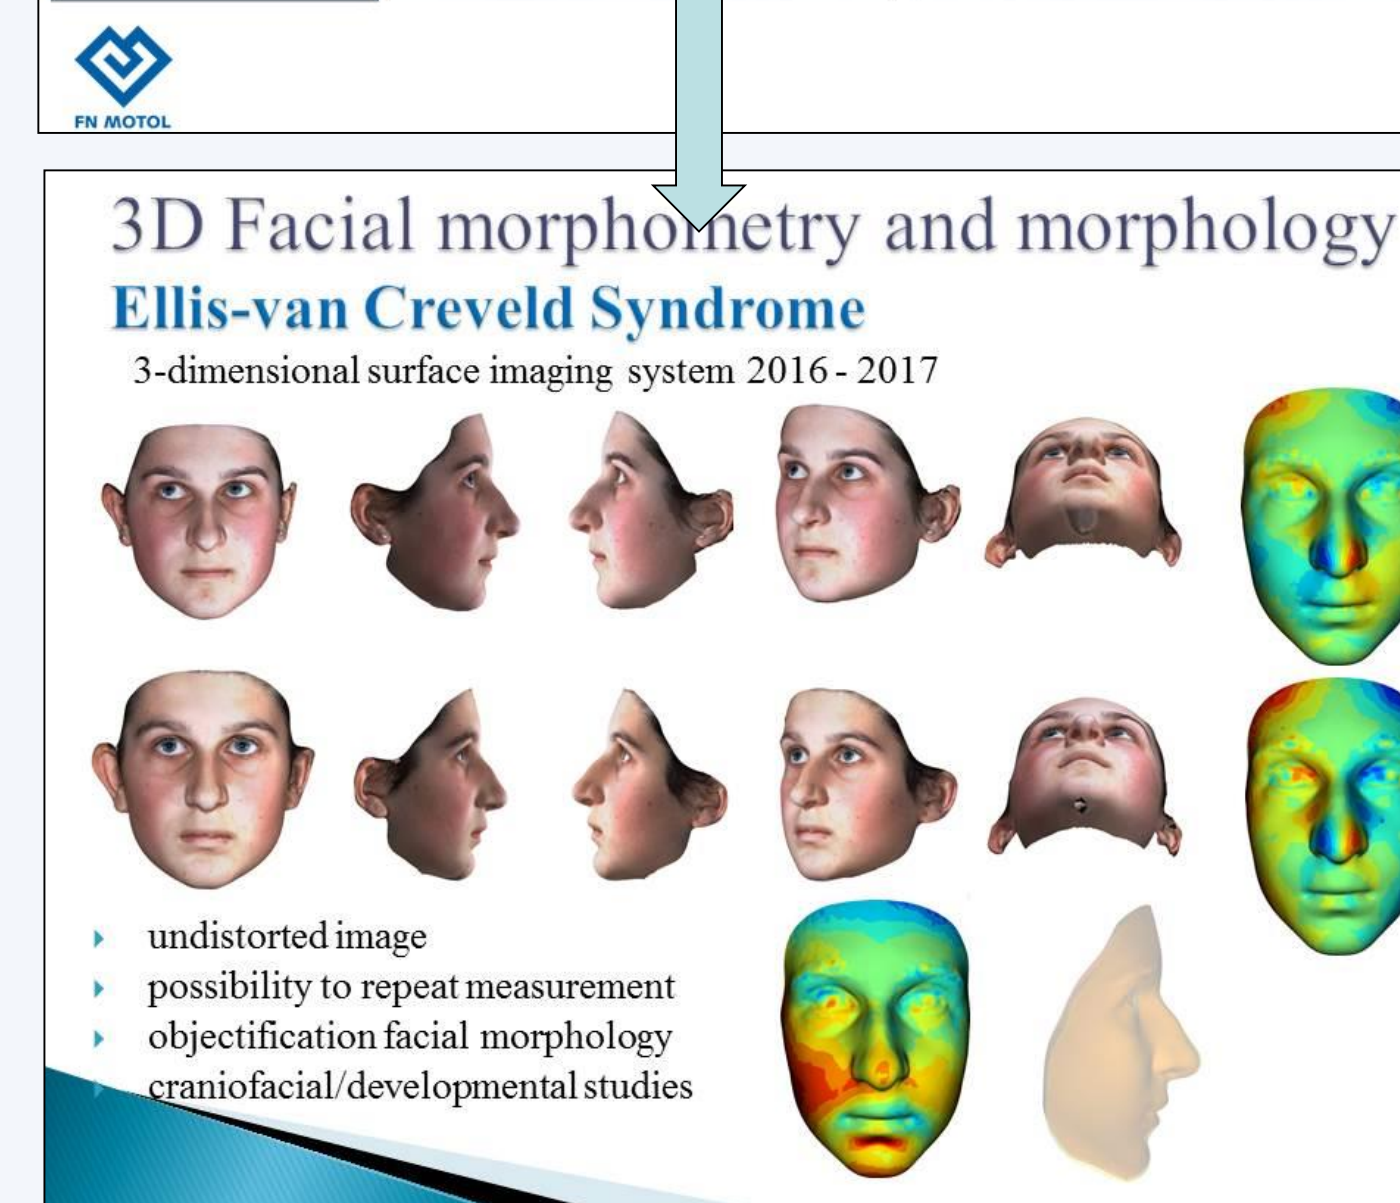 FN MOTOL
3D Facial morphometry and morphology
Ellis-van Creveld Syndrome
3-dimensional surface imaging system 2016 - 2017
undistorted image
possibility to repeat measurement
objectification facial morphology
craniofacial/developmental studies